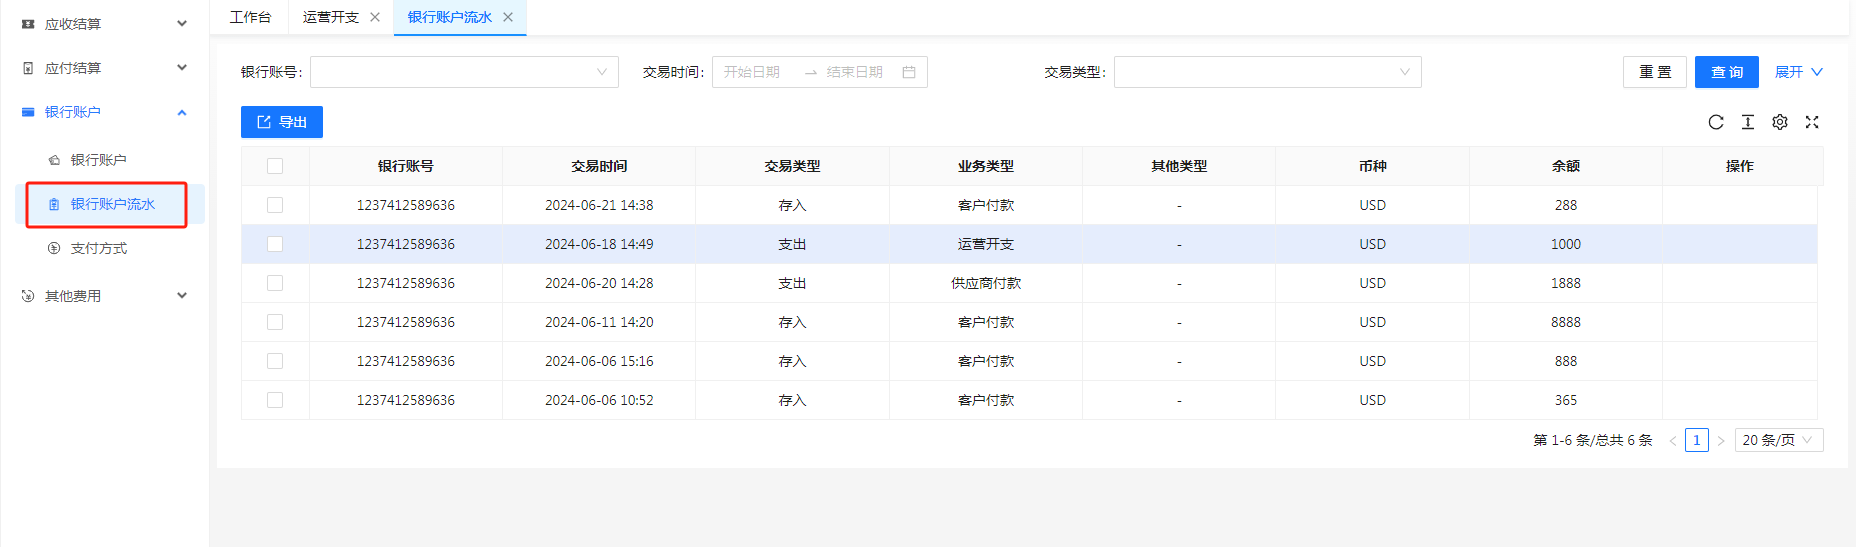 应收结算
应付结算
银行账户
银行账户
银行账户流水
支付方式
其他费用
工作台 运营开支 银行账户流水
银行账号: 交易时间: 开始日期 结束日期 交易类型: 重置 查询 展开
导出
银行账号 交易时间 交易类型 业务类型 其他类型 币种 余额 操作
1237412589636 2024-06-21 14:38 存入 客户付款 - USD 288
1237412589636 2024-06-18 14:49 支出 运营开支 - USD 1000
1237412589636 2024-06-20 14:28 支出 供应商付款 - USD 1888
1237412589636 2024-06-11 14:20 存入 客户付款 - USD 8888
1237412589636 2024-06-06 15:16 存入 客户付款 - USD 888
1237412589636 2024-06-06 10:52 存入 客户付款 - USD 365
第 1-6 条/总共 6 条 < 1 > 20 条/页